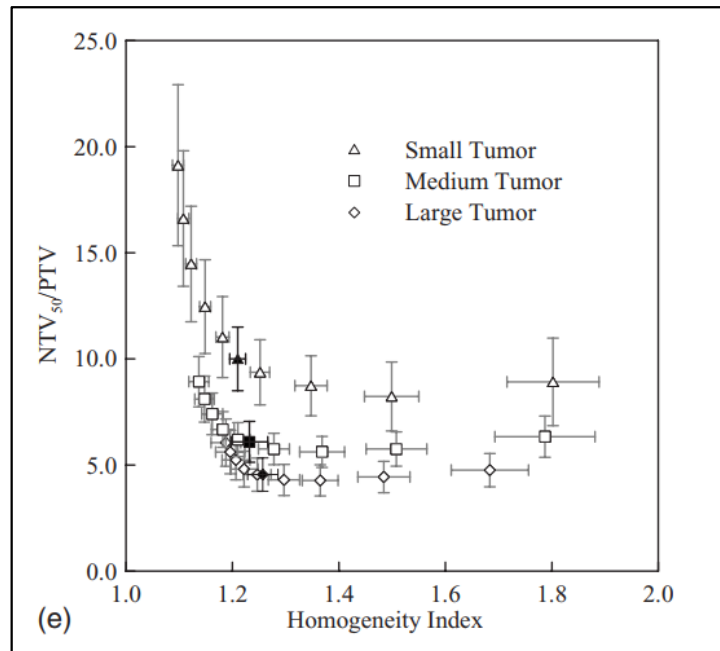 25.0
20.0
15.0
10.0
5.0
0.0
NTV50/PTV
Small Tumor
Medium Tumor
Large Tumor
1.0 1.2 1.4 1.6 1.8 2.0
Homogeneity Index
(e)